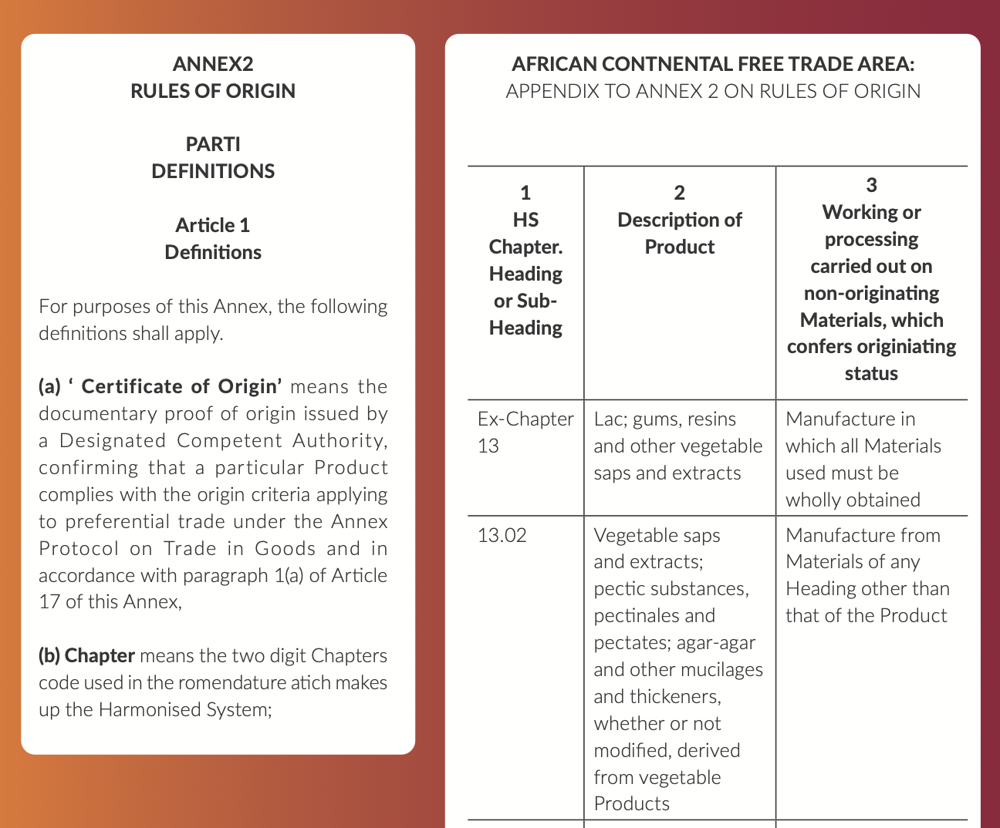 ANNEX2
RULES OF ORIGIN
PARTI
DEFINITIONS
Article 1
Definitions
For purposes of this Annex, the following
definitions shall apply.
(a) ‘ Certificate of Origin’ means the
documentary proof of origin issued by
a Designated Competent Authority,
confirming that a particular Product
complies with the origin criteria applying
to preferential trade under the Annex
Protocol on Trade in Goods and in
accordance with paragraph 1(a) of Article
17 of this Annex,
(b) Chapter means the two digit Chapters
code used in the romendature atich makes
up the Harmonised System;
AFRICAN CONTNENTAL FREE TRADE AREA:
APPENDIX TO ANNEX 2 ON RULES OF ORIGIN
1
HS
Chapter.
Heading
or Sub-
Heading
2
Description of
Product
3
Working or
processing
carried out on
non-originating
Materials, which
confers originiating
status
Ex-Chapter
13
Lac; gums, resins
and other vegetable
saps and extracts
Manufacture in
which all Materials
used must be
wholly obtained
13.02
Vegetable saps
and extracts;
pectic substances,
pectinales and
pectates; agar-agar
and other mucilages
and thickeners,
whether or not
modified, derived
from vegetable
Products
Manufacture from
Materials of any
Heading other than
that of the Product